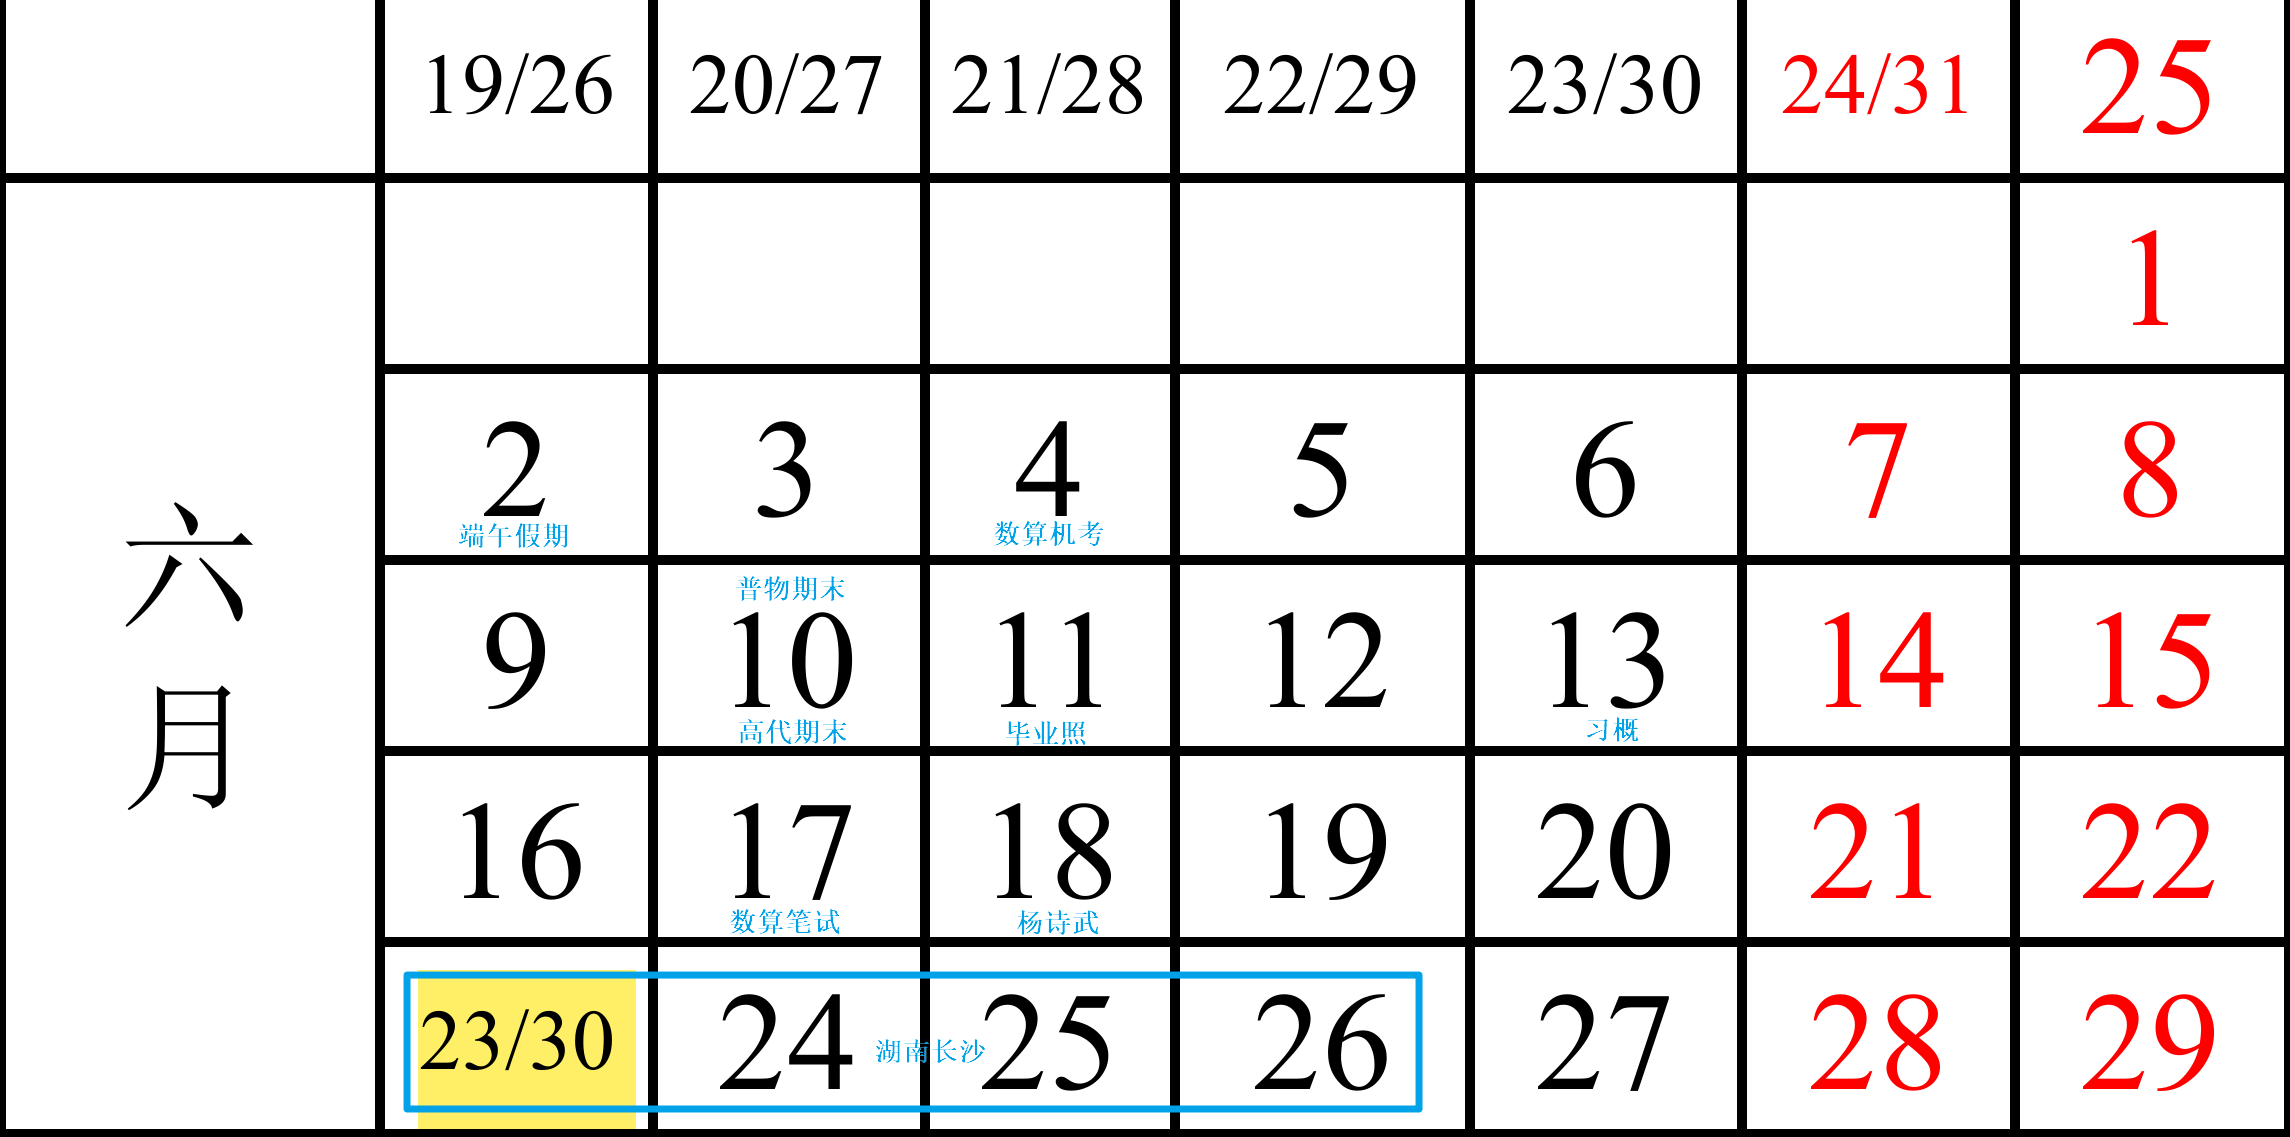 19/26 20/27 21/28 22/29 23/30 24/31 25
六月
1
2 3 4 5 6 7 8
端午假期 数算机考
普物期末
9 10 11 12 13 14 15
高代期末 毕业照 习概
16 17 18 19 20 21 22
数算笔试 杨诗武
23/30 24 25 26 27 28 29
湖南长沙